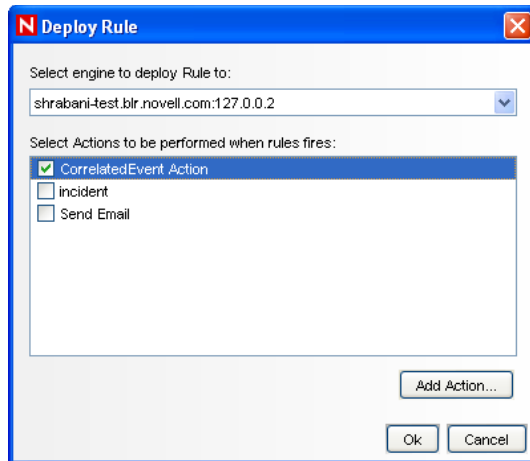 N Deploy Rule
Select engine to deploy Rule to:
shrabani-test.blr.novell.com:127.0.0.2
Select Actions to be performed when rules fires:
CorrelatedEvent Action
incident
Send Email
Add Action...
Ok Cancel